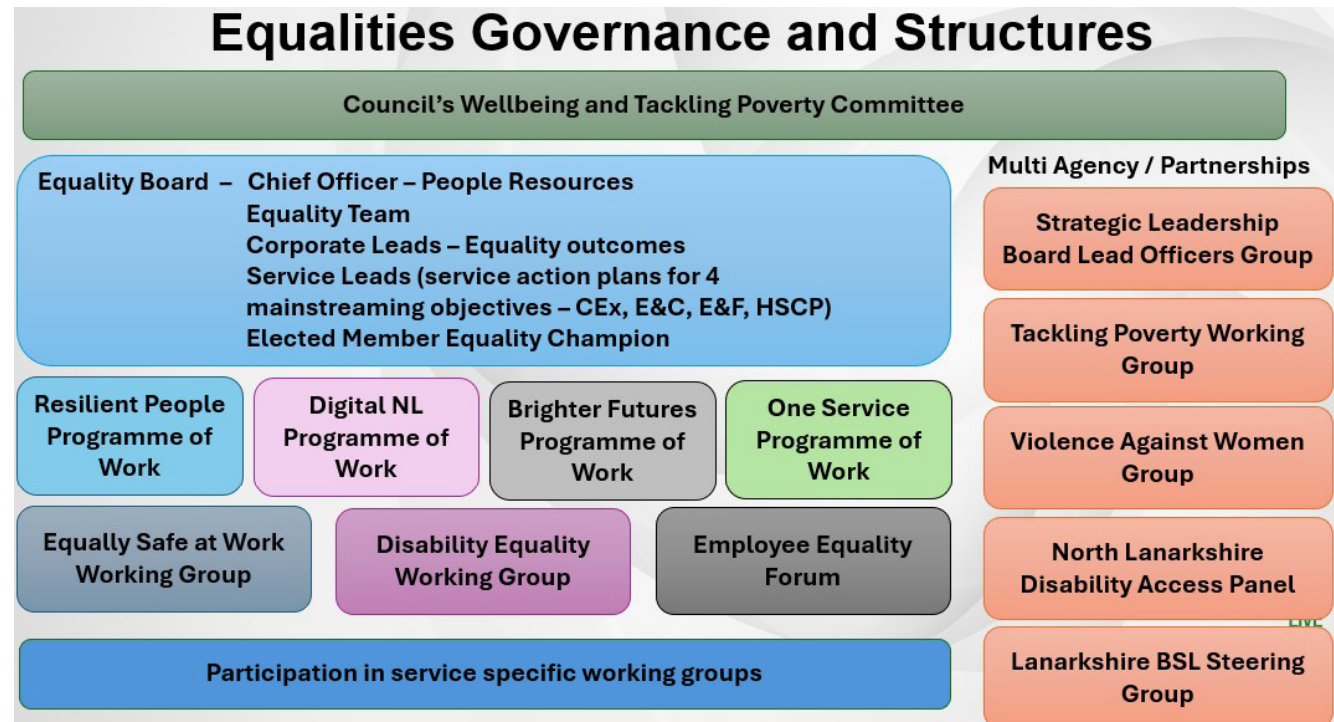 Equalities Governance and Structures
Council's Wellbeing and Tackling Poverty Committee
Equality Board – Chief Officer – People Resources
Equality Team
Corporate Leads – Equality outcomes
Service Leads (service action plans for 4
mainstreaming objectives – CEx, E&C, E&F, HSCP)
Elected Member Equality Champion
Resilient People
Programme of
Work
Digital NL
Programme of
Work
Brighter Futures
Programme of
Work
One Service
Programme of
Work
Equally Safe at Work
Working Group
Disability Equality
Working Group
Employee Equality
Forum
Participation in service specific working groups
Multi Agency / Partnerships
Strategic Leadership
Board Lead Officers Group
Tackling Poverty Working
Group
Violence Against Women
Group
North Lanarkshire
Disability Access Panel
LIVE
Lanarkshire BSL Steering
Group